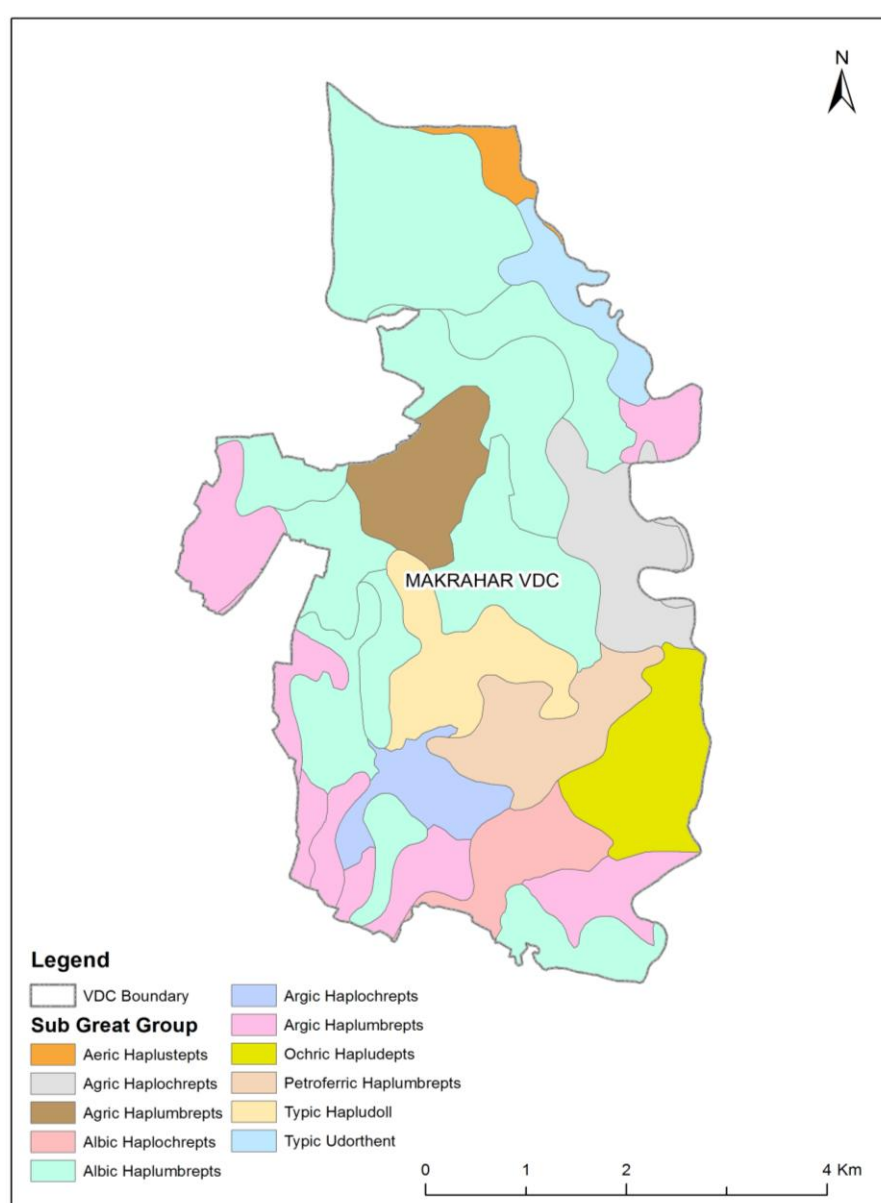 N
MAKRAHAR VDC
Legend
VDC Boundary
Sub Great Group
Aeric Haplustepts
Agric Haplochrepts
Agric Haplumbrepts
Albic Haplochrepts
Albic Haplumbrepts
Argic Haplochrepts
Argic Haplumbrepts
Ochric Hapludepts
Petroferric Haplumbrepts
Typic Hapludoll
Typic Udorthent
0 1 2 4 Km